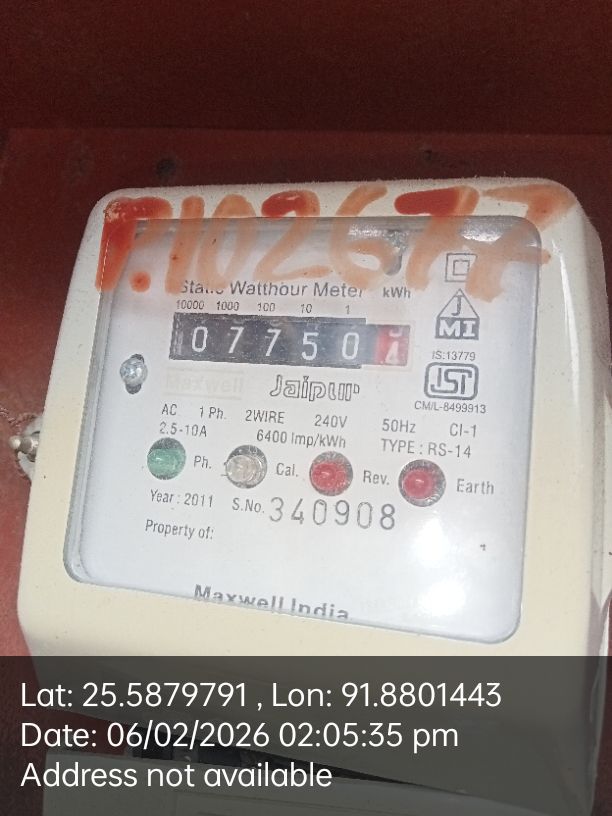 P.102677
Static Watthour Meter kWh
10000 1000 100 10 1
07750
J
MI
IS:13779
ISI
CM/L-8499913
Maxwell
Jaipur
AC 1 Ph. 2WIRE 240V 50Hz Cl-1
2.5-10A 6400 Imp/kWh TYPE : RS-14
Ph. Cal. Rev. Earth
Year : 2011 S.No. 340908
Property of:
Maxwell India
Lat: 25.5879791 , Lon: 91.8801443
Date: 06/02/2026 02:05:35 pm
Address not available